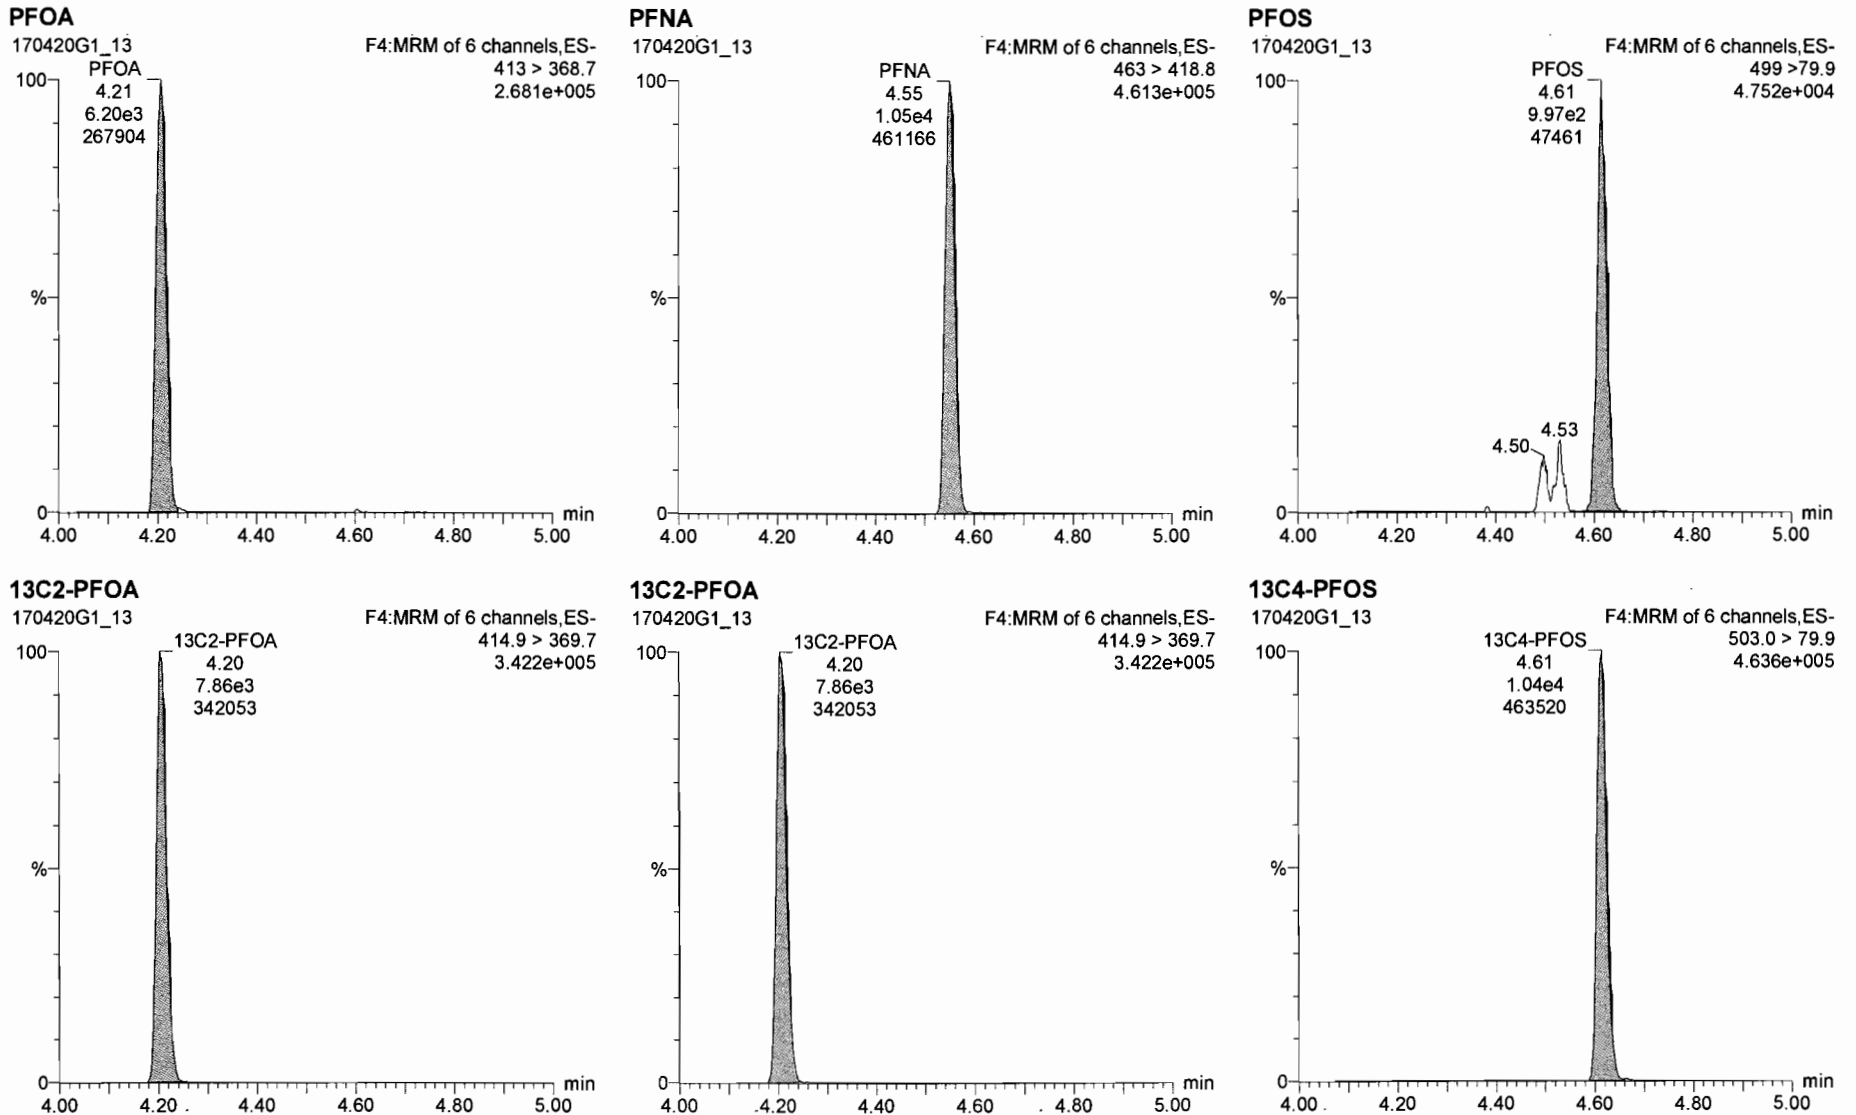 PFOA
170420G1_13
F4:MRM of 6 channels,ES-
413 > 368.7
2.681e+005
PFOA
4.21
6.20e3
267904
100
%
0
4.00 4.20 4.40 4.60 4.80 5.00
min
PFNA
170420G1_13
F4:MRM of 6 channels,ES-
463 > 418.8
4.613e+005
PFNA
4.55
1.05e4
461166
100
%
0
4.00 4.20 4.40 4.60 4.80 5.00
min
PFOS
170420G1_13
F4:MRM of 6 channels,ES-
499 >79.9
4.752e+004
PFOS
4.61
9.97e2
47461
4.50
4.53
100
%
0
4.00 4.20 4.40 4.60 4.80 5.00
min
13C2-PFOA
170420G1_13
F4:MRM of 6 channels,ES-
414.9 > 369.7
3.422e+005
13C2-PFOA
4.20
7.86e3
342053
100
%
0
4.00 4.20 4.40 4.60 4.80 5.00
min
13C2-PFOA
170420G1_13
F4:MRM of 6 channels,ES-
414.9 > 369.7
3.422e+005
13C2-PFOA
4.20
7.86e3
342053
100
%
0
4.00 4.20 4.40 4.60 4.80 5.00
min
13C4-PFOS
170420G1_13
F4:MRM of 6 channels,ES-
503.0 > 79.9
4.636e+005
13C4-PFOS
4.61
1.04e4
463520
100
%
0
4.00 4.20 4.40 4.60 4.80 5.00
min